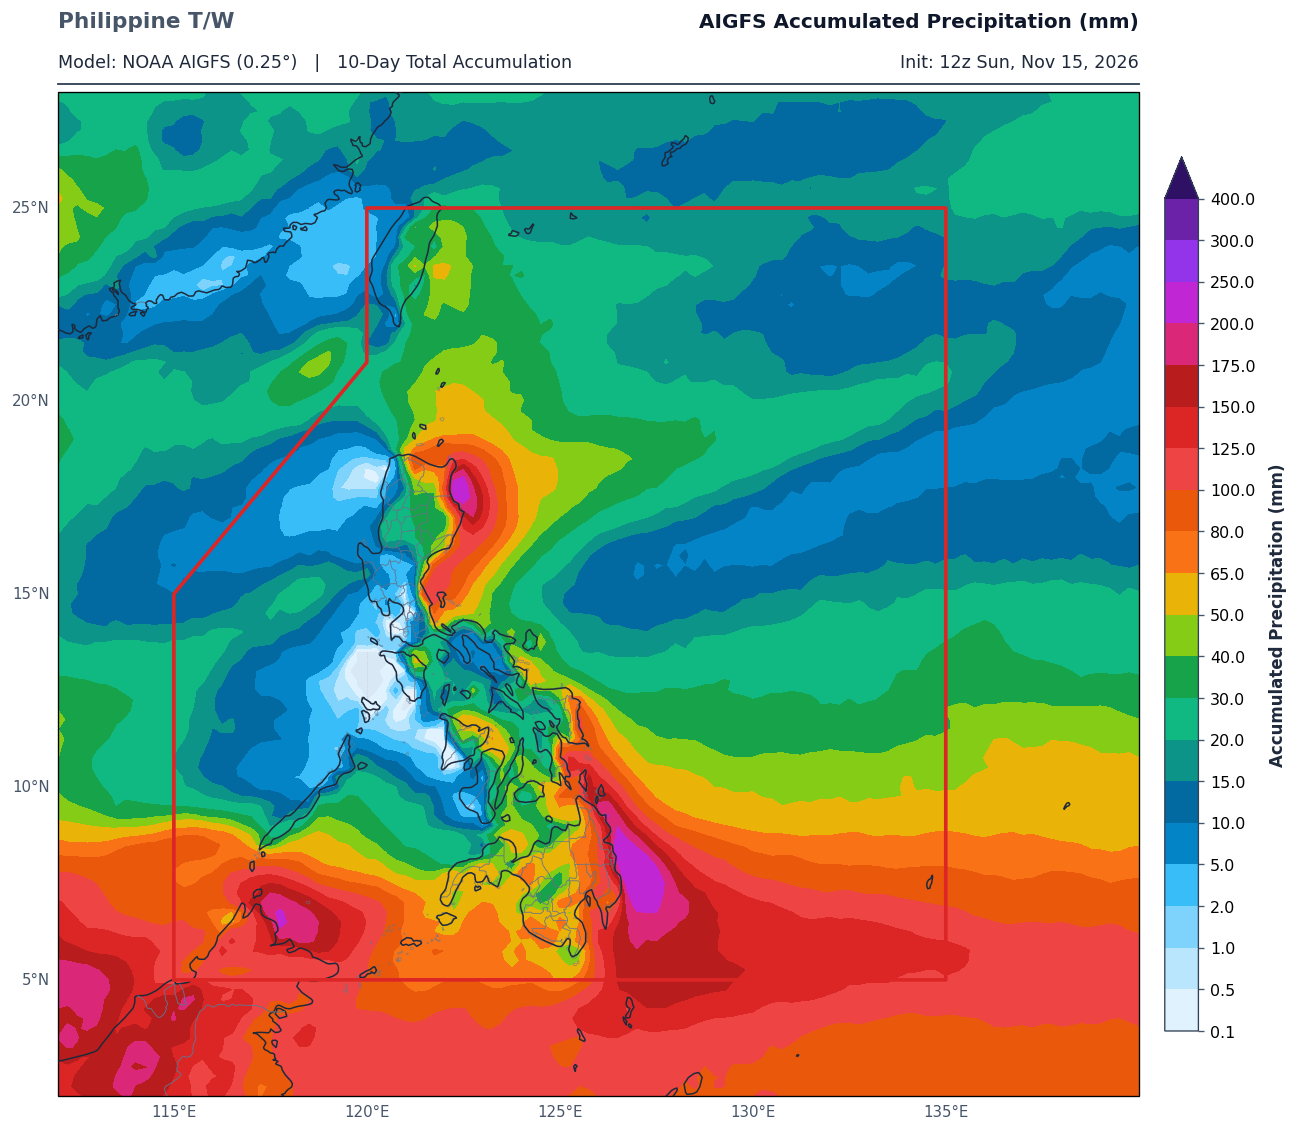 Philippine T/W
AIGFS Accumulated Precipitation (mm)
Model: NOAA AIGFS (0.25°) | 10-Day Total Accumulation
Init: 12z Sun, Nov 15, 2026
25°N
20°N
15°N
10°N
5°N
115°E
120°E
125°E
130°E
135°E
400.0
300.0
250.0
200.0
175.0
150.0
125.0
100.0
80.0
65.0
50.0
40.0
30.0
20.0
15.0
10.0
5.0
2.0
1.0
0.5
0.1
Accumulated Precipitation (mm)